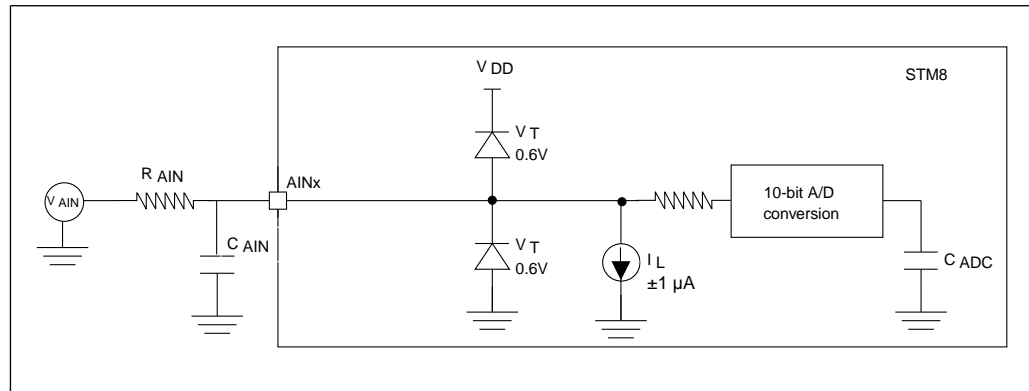 STM8
V DD
V T
0.6V
R AIN
AINx
V AIN
10-bit A/D
conversion
C AIN
V T
0.6V
I L
±1 µA
C ADC